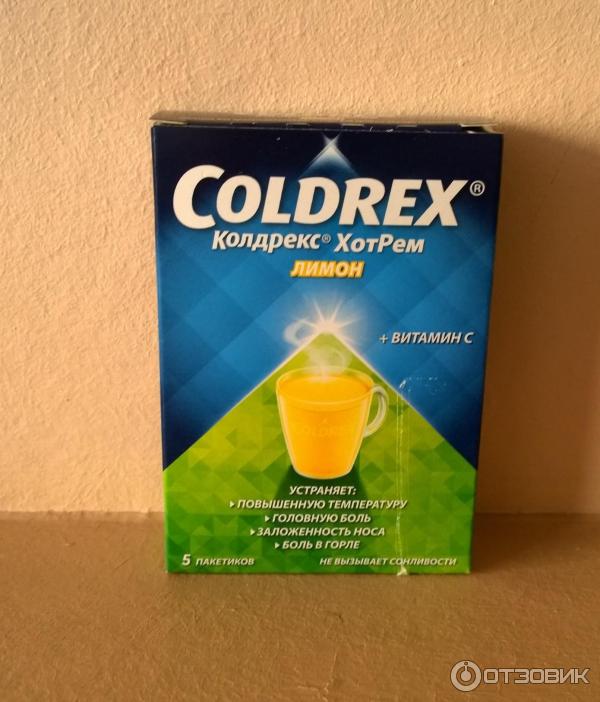 COLDREX®
Колдрекс® ХотРем
ЛИМОН
+ ВИТАМИН С
COLDREX
УСТРАНЯЕТ:
ПОВЫШЕННУЮ ТЕМПЕРАТУРУ
ГОЛОВНУЮ БОЛЬ
ЗАЛОЖЕННОСТЬ НОСА
БОЛЬ В ГОРЛЕ
5 ПАКЕТИКОВ
НЕ ВЫЗЫВАЕТ СОНЛИВОСТИ
ОТЗОВИК